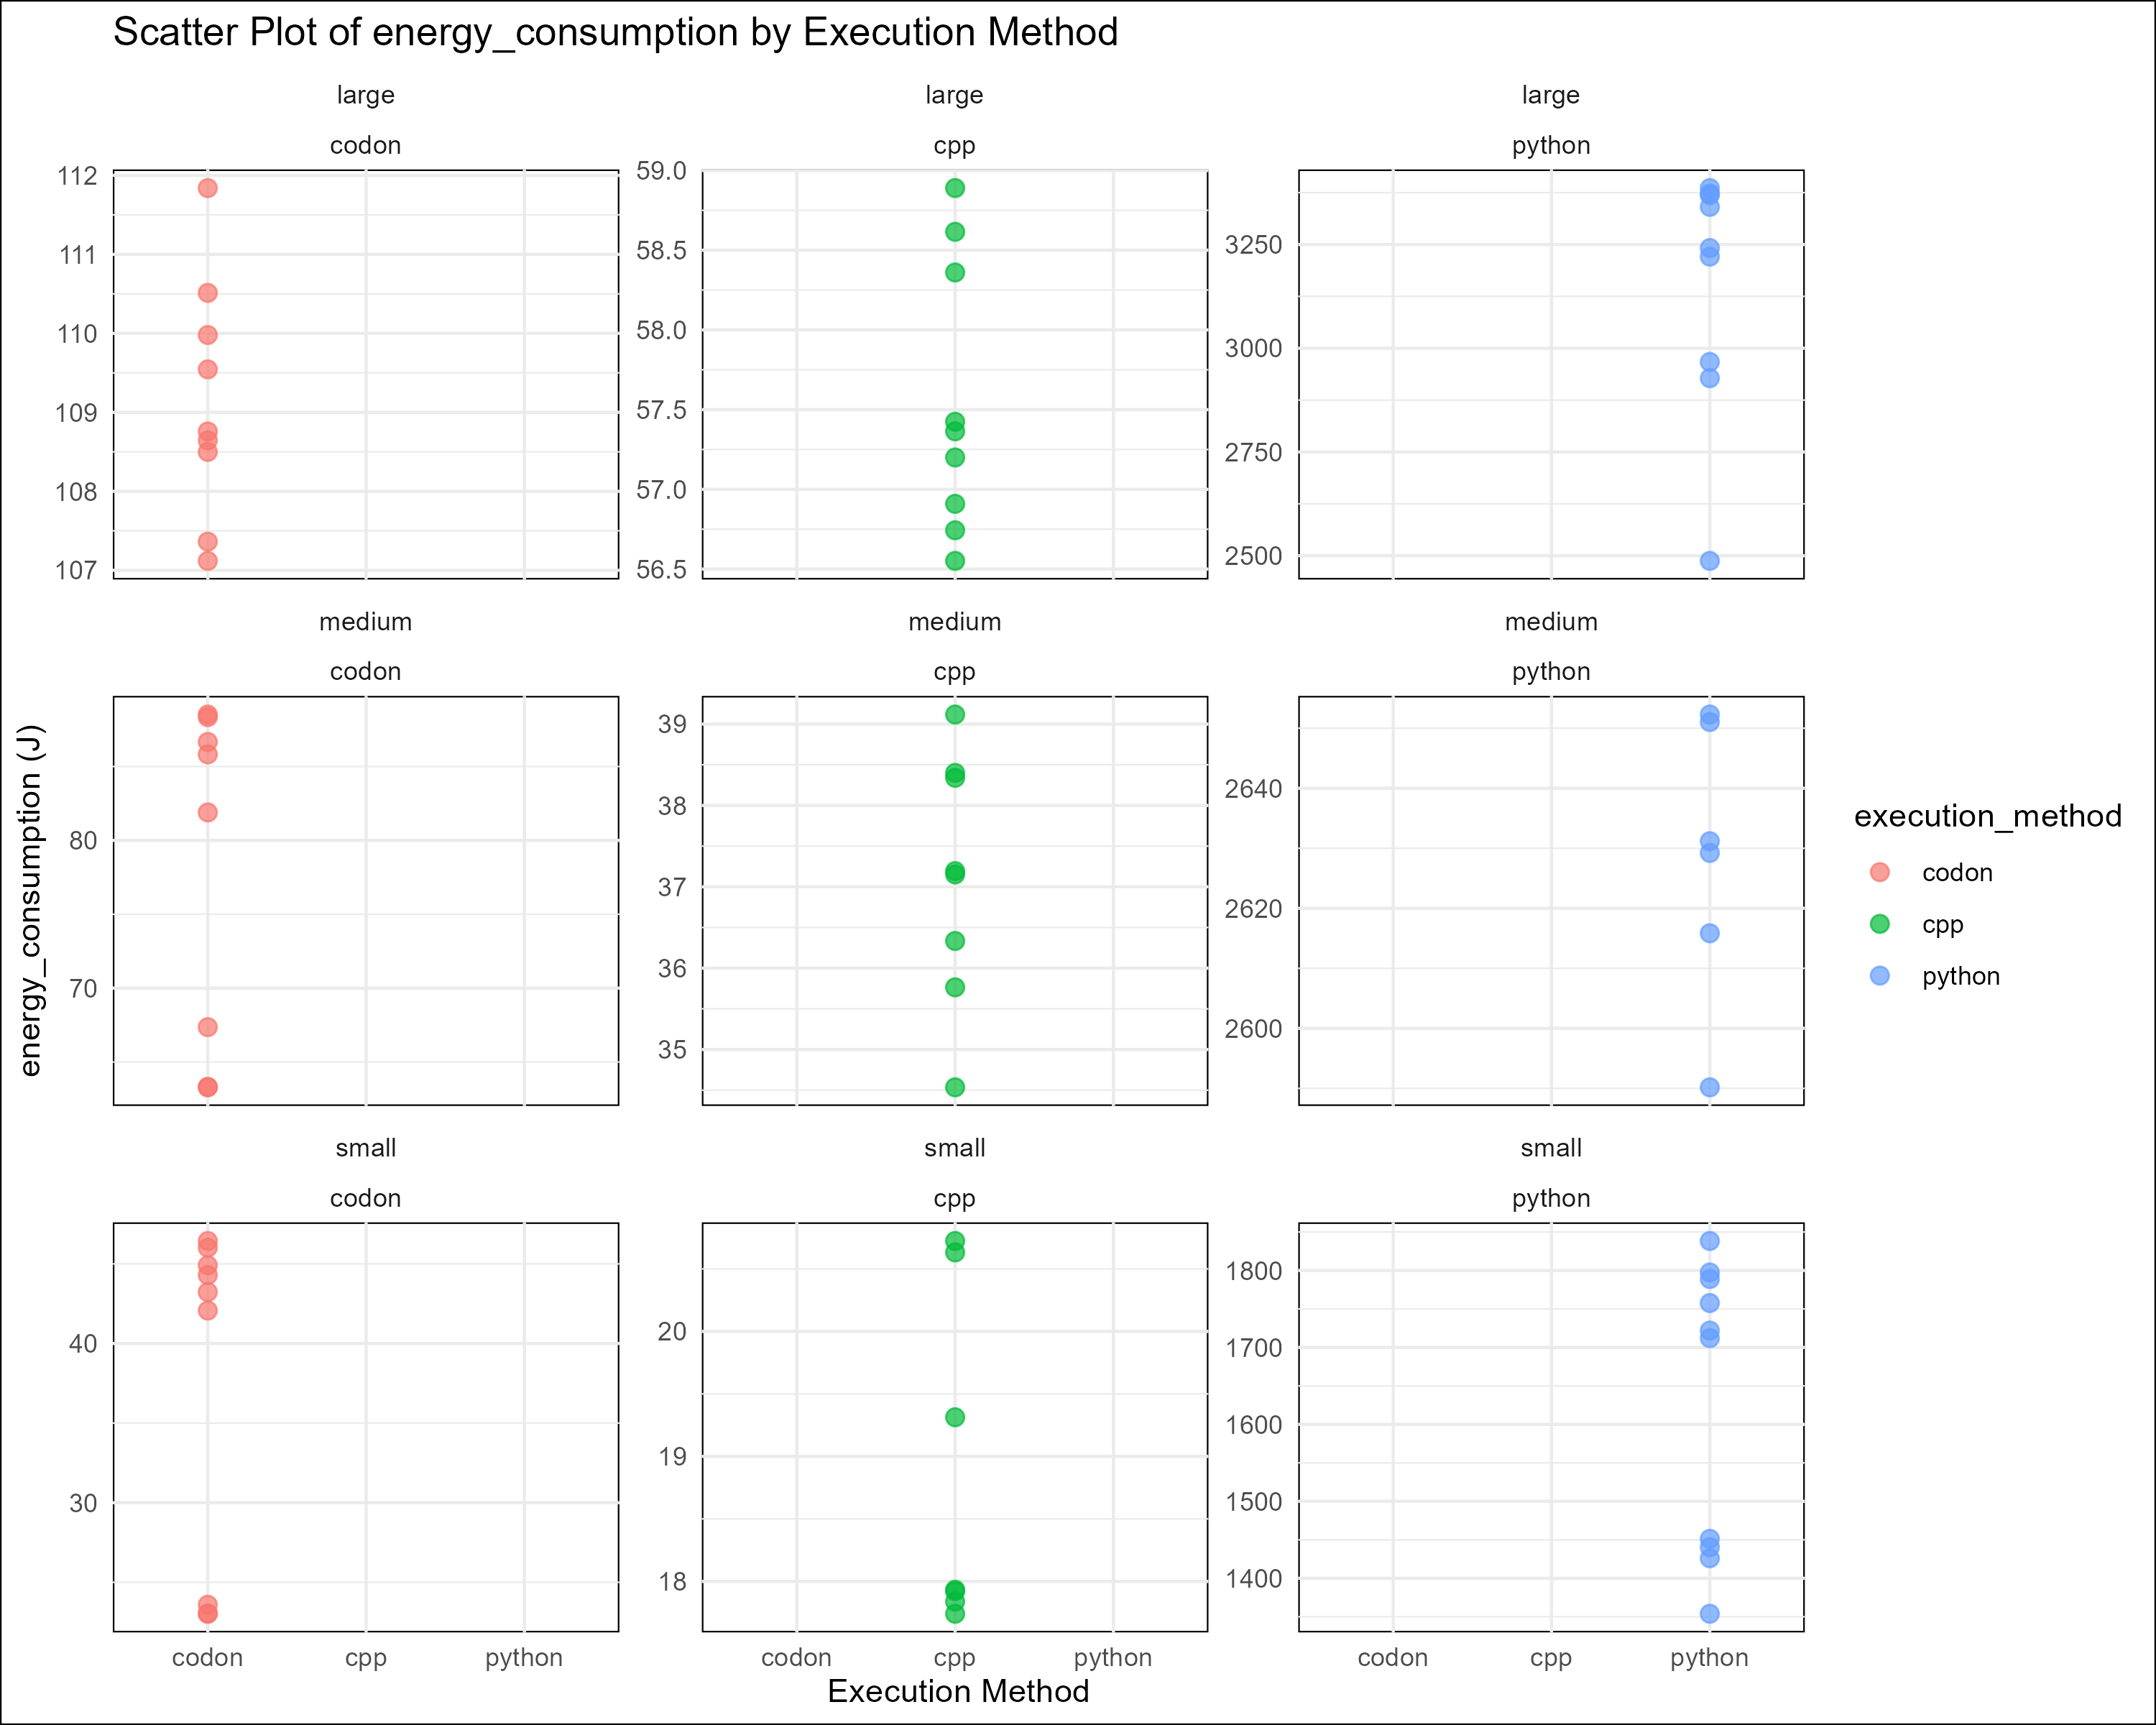 Scatter Plot of energy_consumption by Execution Method
large
codon
112
111
110
109
108
107
large
cpp
59.0
58.5
58.0
57.5
57.0
56.5
large
python
3250
3000
2750
2500
medium
codon
80
70
medium
cpp
39
38
37
36
35
medium
python
2640
2620
2600
small
codon
40
30
codon cpp python
small
cpp
20
19
18
codon cpp python
small
python
1800
1700
1600
1500
1400
codon cpp python
energy_consumption (J)
Execution Method
execution_method
codon
cpp
python